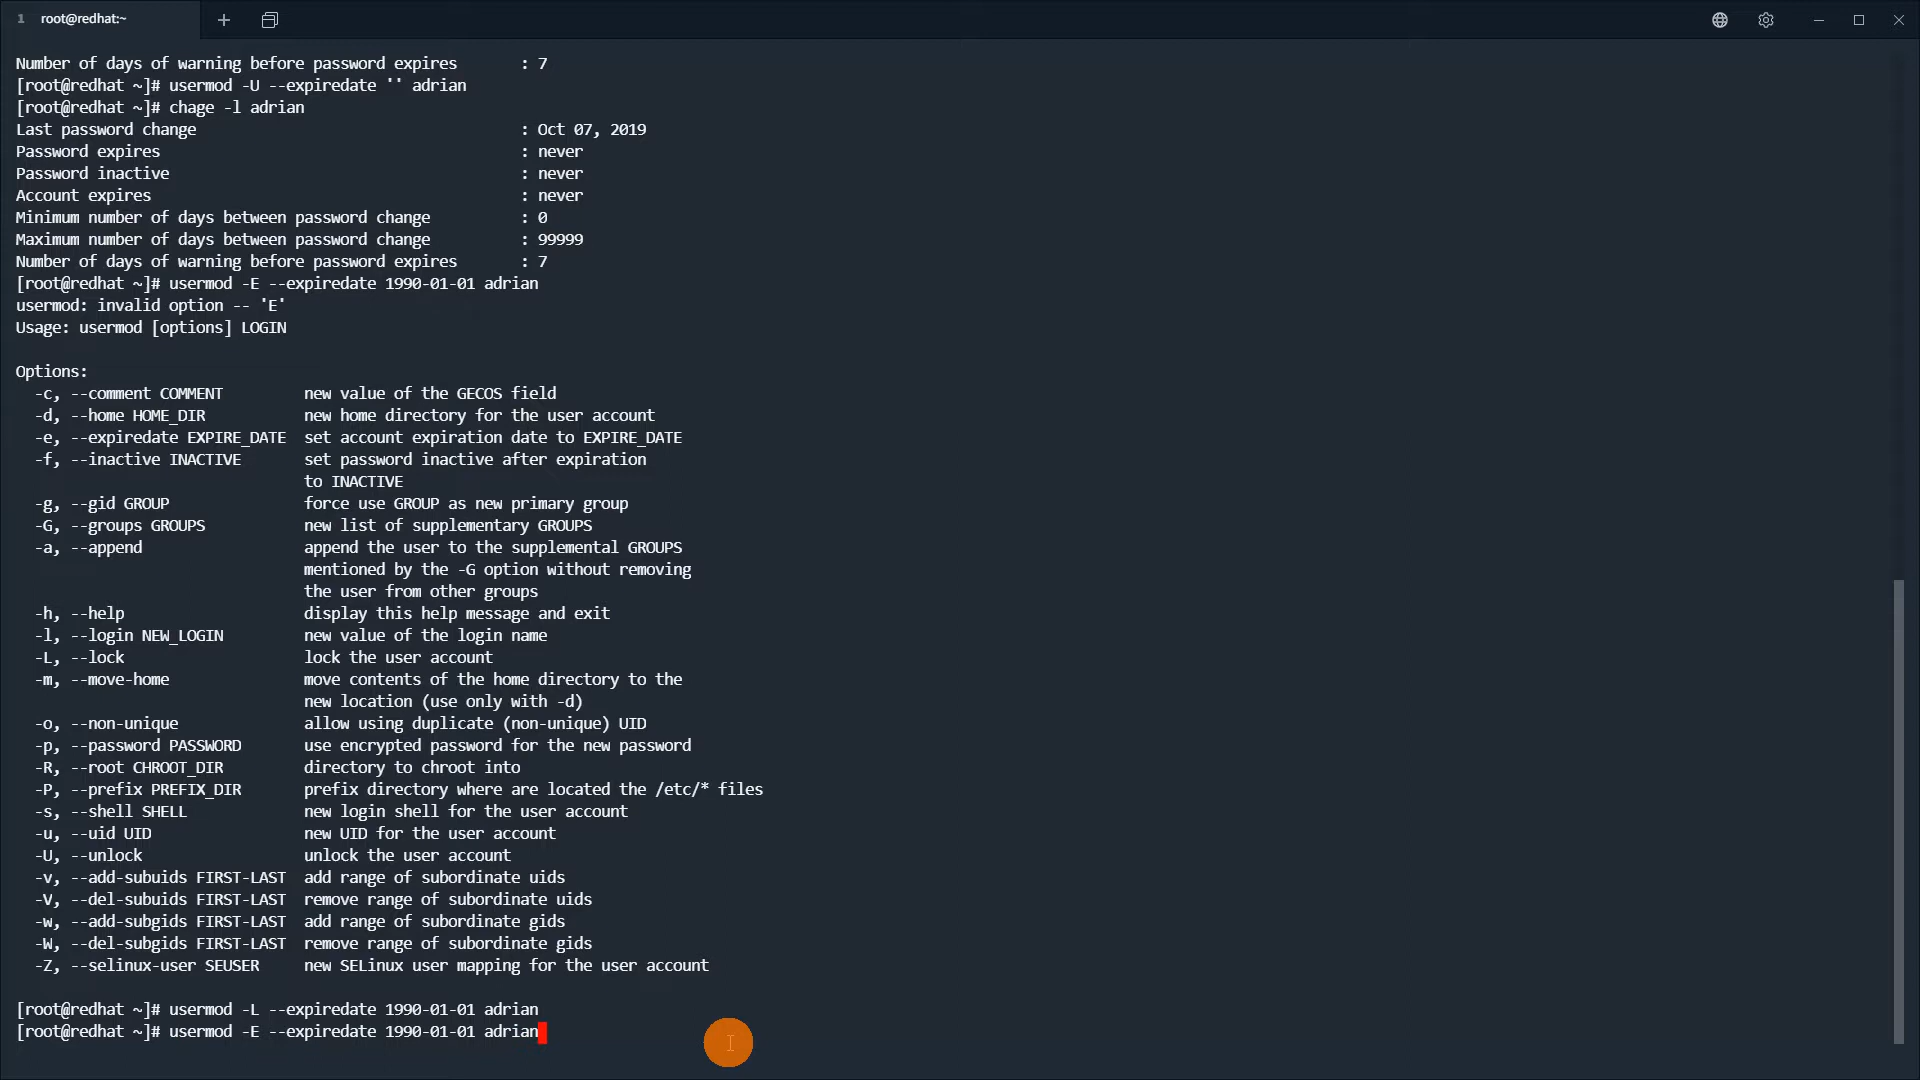 1 root@redhat:~
Number of days of warning before password expires : 7
[root@redhat ~]# usermod -U --expiredate '' adrian
[root@redhat ~]# chage -l adrian
Last password change : Oct 07, 2019
Password expires : never
Password inactive : never
Account expires : never
Minimum number of days between password change : 0
Maximum number of days between password change : 99999
Number of days of warning before password expires : 7
[root@redhat ~]# usermod -E --expiredate 1990-01-01 adrian
usermod: invalid option -- 'E'
Usage: usermod [options] LOGIN
Options:
-c, --comment COMMENT new value of the GECOS field
-d, --home HOME_DIR new home directory for the user account
-e, --expiredate EXPIRE_DATE set account expiration date to EXPIRE_DATE
-f, --inactive INACTIVE set password inactive after expiration
to INACTIVE
-g, --gid GROUP force use GROUP as new primary group
-G, --groups GROUPS new list of supplementary GROUPS
-a, --append append the user to the supplemental GROUPS
mentioned by the -G option without removing
the user from other groups
-h, --help display this help message and exit
-l, --login NEW_LOGIN new value of the login name
-L, --lock lock the user account
-m, --move-home move contents of the home directory to the
new location (use only with -d)
-o, --non-unique allow using duplicate (non-unique) UID
-p, --password PASSWORD use encrypted password for the new password
-R, --root CHROOT_DIR directory to chroot into
-P, --prefix PREFIX_DIR prefix directory where are located the /etc/* files
-s, --shell SHELL new login shell for the user account
-u, --uid UID new UID for the user account
-U, --unlock unlock the user account
-v, --add-subuids FIRST-LAST add range of subordinate uids
-V, --del-subuids FIRST-LAST remove range of subordinate uids
-w, --add-subgids FIRST-LAST add range of subordinate gids
-W, --del-subgids FIRST-LAST remove range of subordinate gids
-Z, --selinux-user SEUSER new SELinux user mapping for the user account
[root@redhat ~]# usermod -L --expiredate 1990-01-01 adrian
[root@redhat ~]# usermod -E --expiredate 1990-01-01 adrian